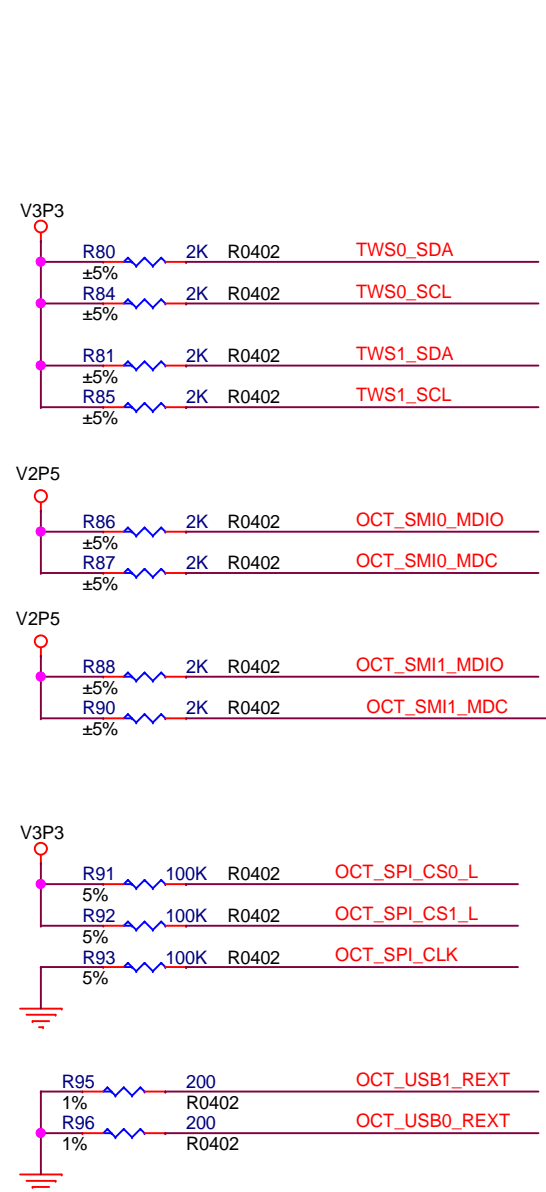 V3P3
R80 2K R0402 TWS0_SDA
±5%
R84 2K R0402 TWS0_SCL
±5%
R81 2K R0402 TWS1_SDA
±5%
R85 2K R0402 TWS1_SCL
±5%
V2P5
R86 2K R0402 OCT_SMI0_MDIO
±5%
R87 2K R0402 OCT_SMI0_MDC
±5%
V2P5
R88 2K R0402 OCT_SMI1_MDIO
±5%
R90 2K R0402 OCT_SMI1_MDC
±5%
V3P3
R91 100K R0402 OCT_SPI_CS0_L
5%
R92 100K R0402 OCT_SPI_CS1_L
5%
R93 100K R0402 OCT_SPI_CLK
5%
R95 200 OCT_USB1_REXT
1% R0402
R96 200 OCT_USB0_REXT
1% R0402